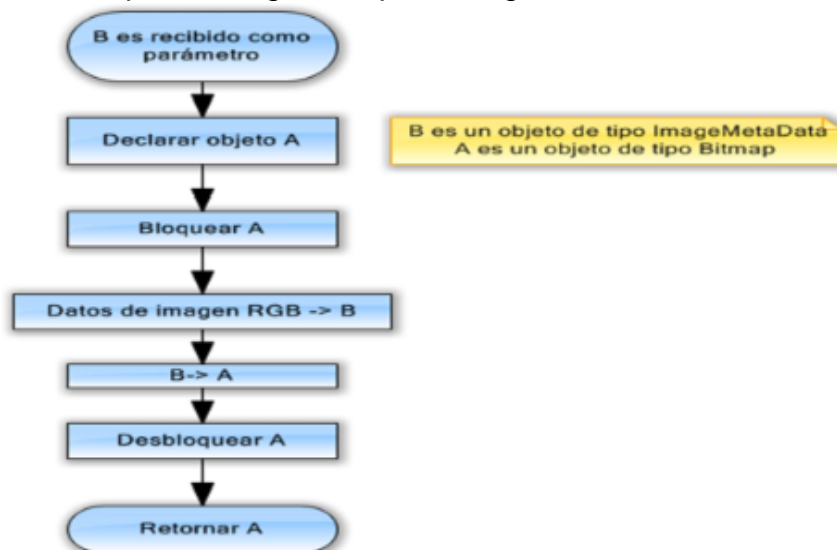 B es recibido como
parámetro
Declarar objeto A
B es un objeto de tipo ImageMetaData
A es un objeto de tipo Bitmap
Bloquear A
Datos de imagen RGB -> B
B-> A
Desbloquear A
Retornar A